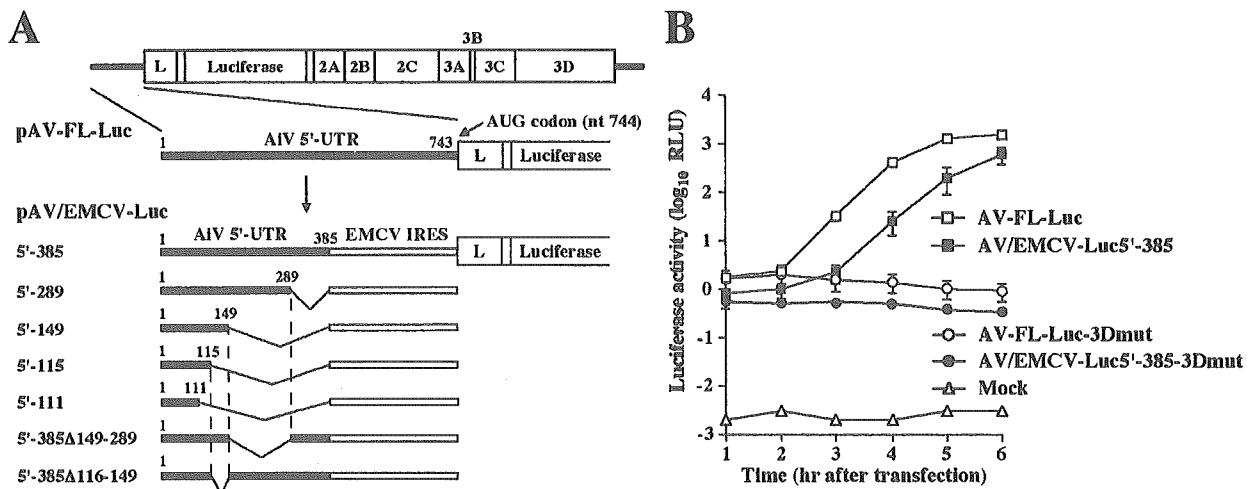 A
3B
L Luciferase 2A 2B 2C 3A 3C 3D
pAV-FL-Luc
AUG codon (nt 744)
1 AiV 5'-UTR 743
L Luciferase
pAV/EMCV-Luc
1 AiV 5'-UTR 385 EMCV IRES
5'-385
L Luciferase
1 289
5'-289
1 149
5'-149
1 115
5'-115
1 111
5'-111
1
5'-385Δ149-289
1
5'-385Δ116-149
B
Luciferase activity (log10 RLU)
4
3
2
1
0
-1
-2
-3
AV-FL-Luc
AV/EMCV-Luc5'-385
AV-FL-Luc-3Dmut
AV/EMCV-Luc5'-385-3Dmut
Mock
1 2 3 4 5 6
Time (hr after transfection)